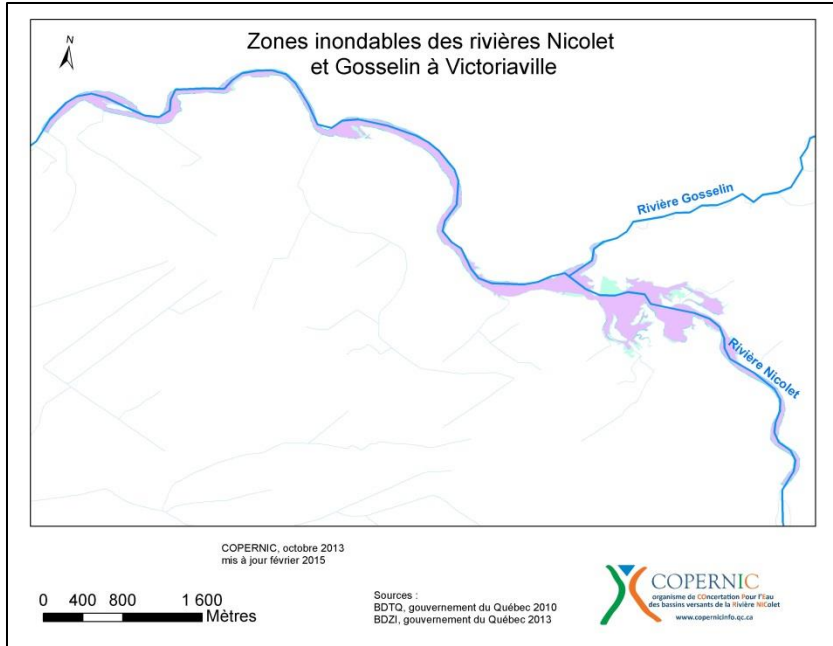 Zones inondables des rivières Nicolet
et Gosselin à Victoriaville
N
Rivière Gosselin
Rivière Nicolet
COPERNIC, octobre 2013
mis à jour février 2015
0 400 800 1 600
Mètres
Sources :
BDTQ, gouvernement du Québec 2010
BDZI, gouvernement du Québec 2013
COPERNIC
organisme de COncertation Pour l'Eau
des bassins versants de la Rivière NIColet
www.copernicinfo.qc.ca